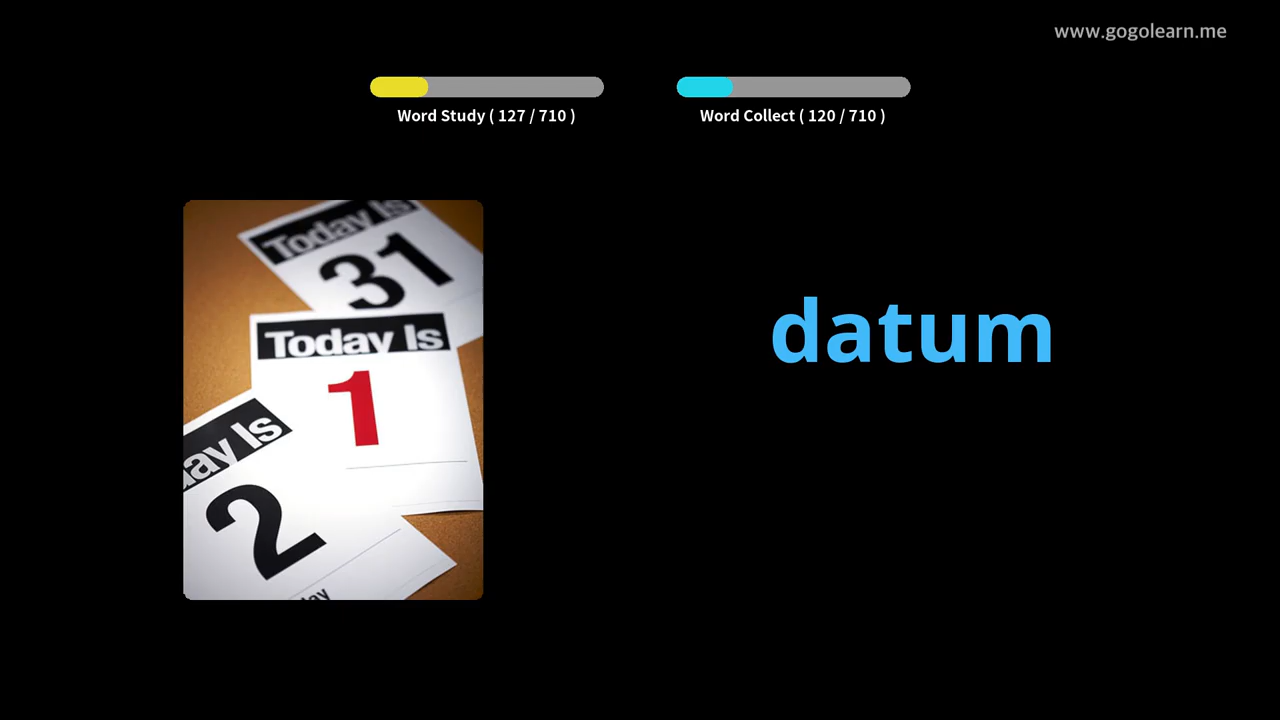 www.gogolearn.me
Word Study ( 127 / 710 )
Word Collect ( 120 / 710 )
Today Is
31
Today Is
1
ay Is
2
ay
datum